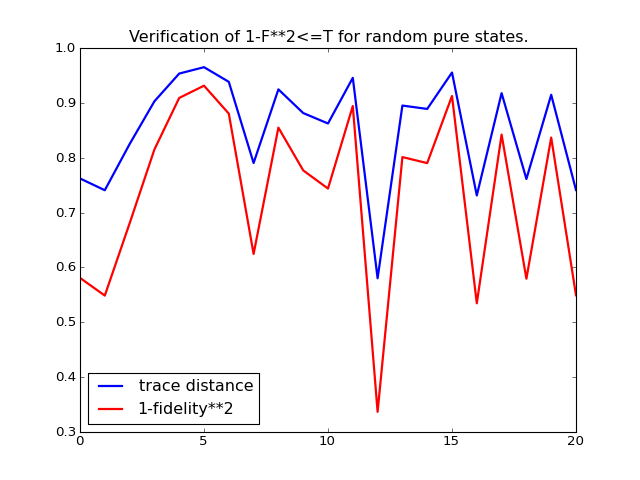 Verification of 1-F**2<=T for random pure states.
1.0
0.9
0.8
0.7
0.6
0.5
0.4
0.3
trace distance
1-fidelity**2
0 5 10 15 20